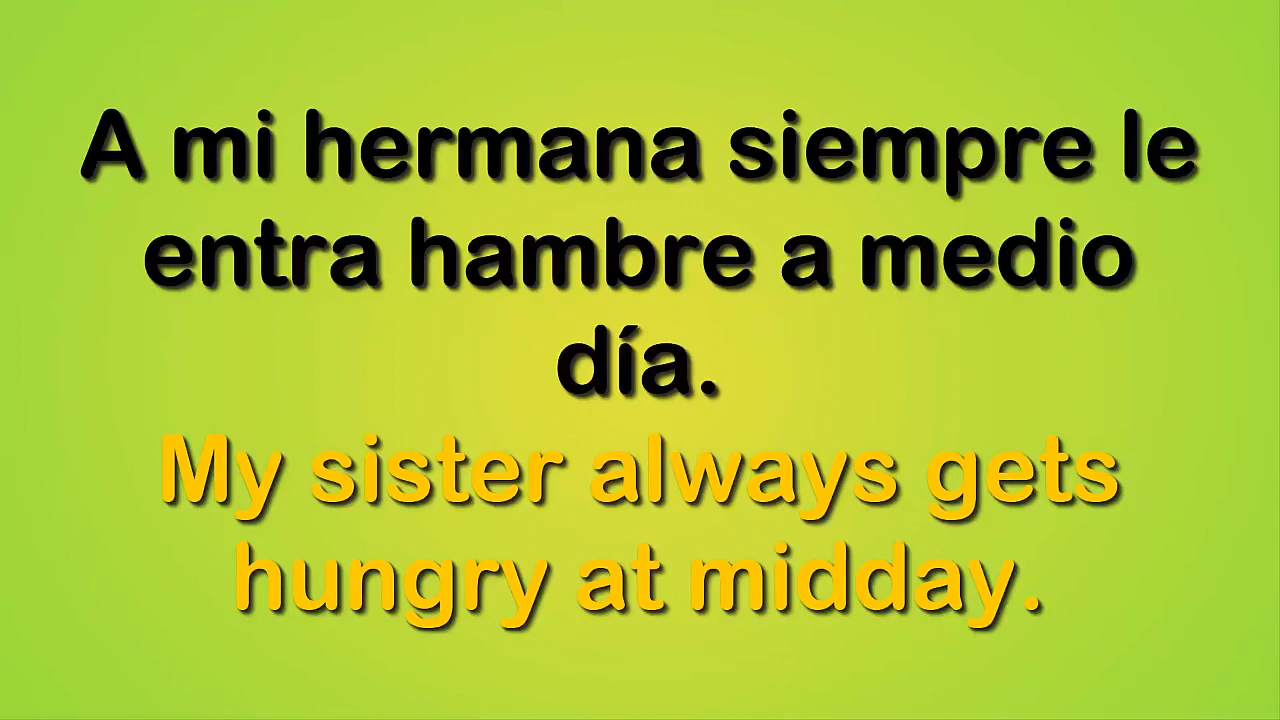 A mi hermana siempre le
entra hambre a medio
día.
My sister always gets
hungry at midday.